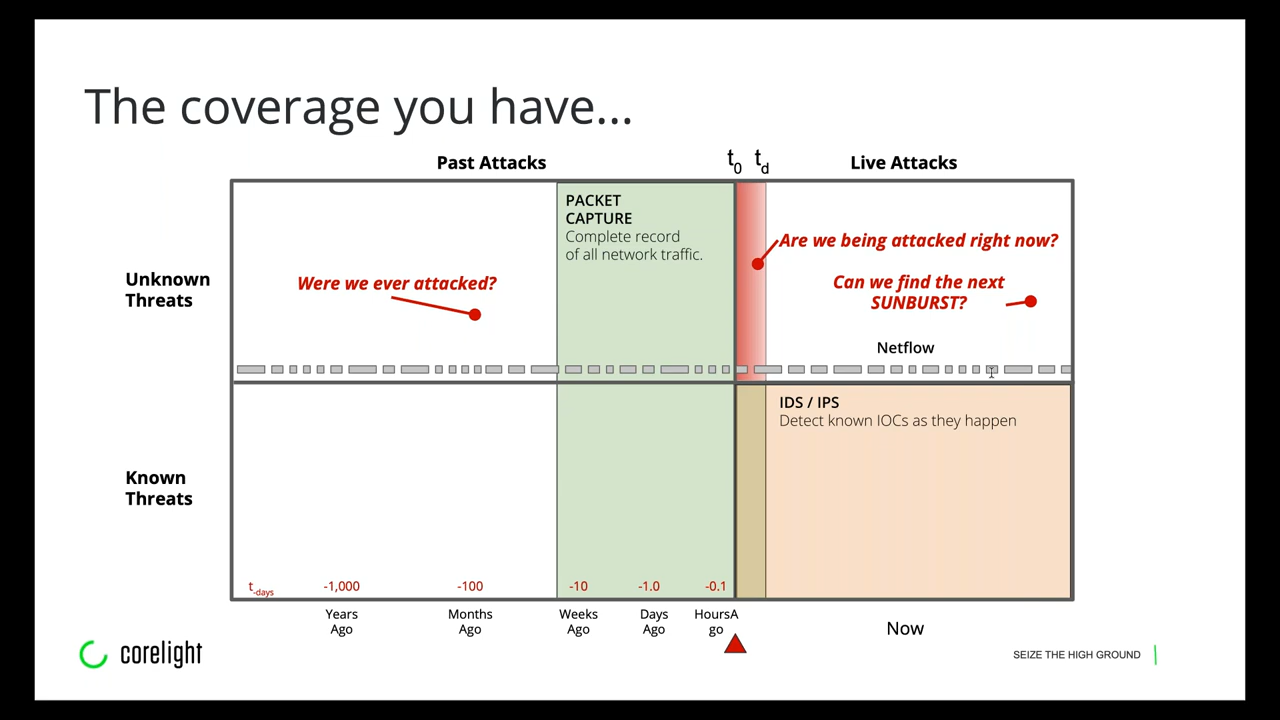 The coverage you have...
Past Attacks
t0 td
Live Attacks
PACKET
CAPTURE
Complete record
of all network traffic.
Are we being attacked right now?
Unknown
Threats
Were we ever attacked?
Can we find the next
SUNBURST?
Netflow
IDS / IPS
Detect known IOCs as they happen
Known
Threats
t-days
-1,000
-100
-10
-1.0
-0.1
Years
Ago
Months
Ago
Weeks
Ago
Days
Ago
HoursA
go
Now
corelight
SEIZE THE HIGH GROUND